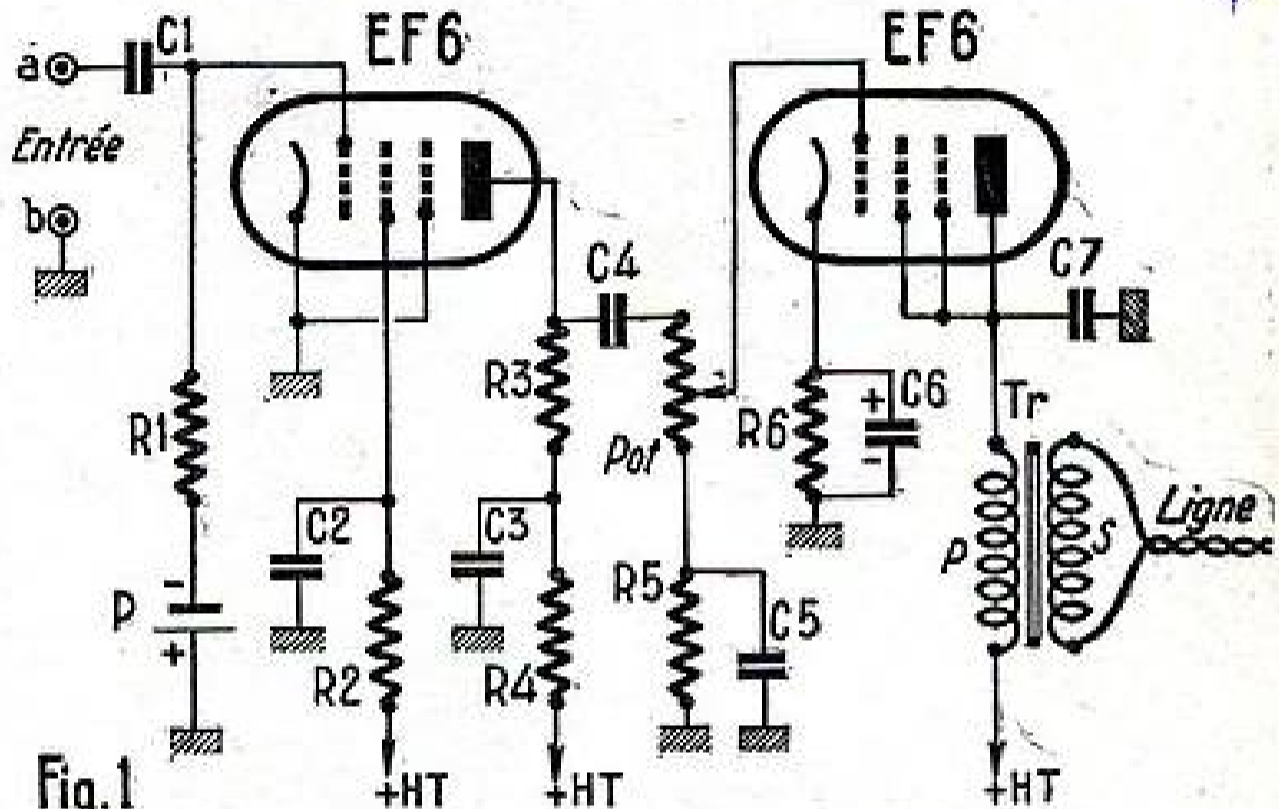 C1
EF6
EF6
a
Entrée
b
C4
C7
R3
R1
Pot
R6
+
C6
-
Tr
Ligne
C2
C3
P
S
-
P
+
R5
C5
R2
R4
Fig.1
+HT
+HT
+HT